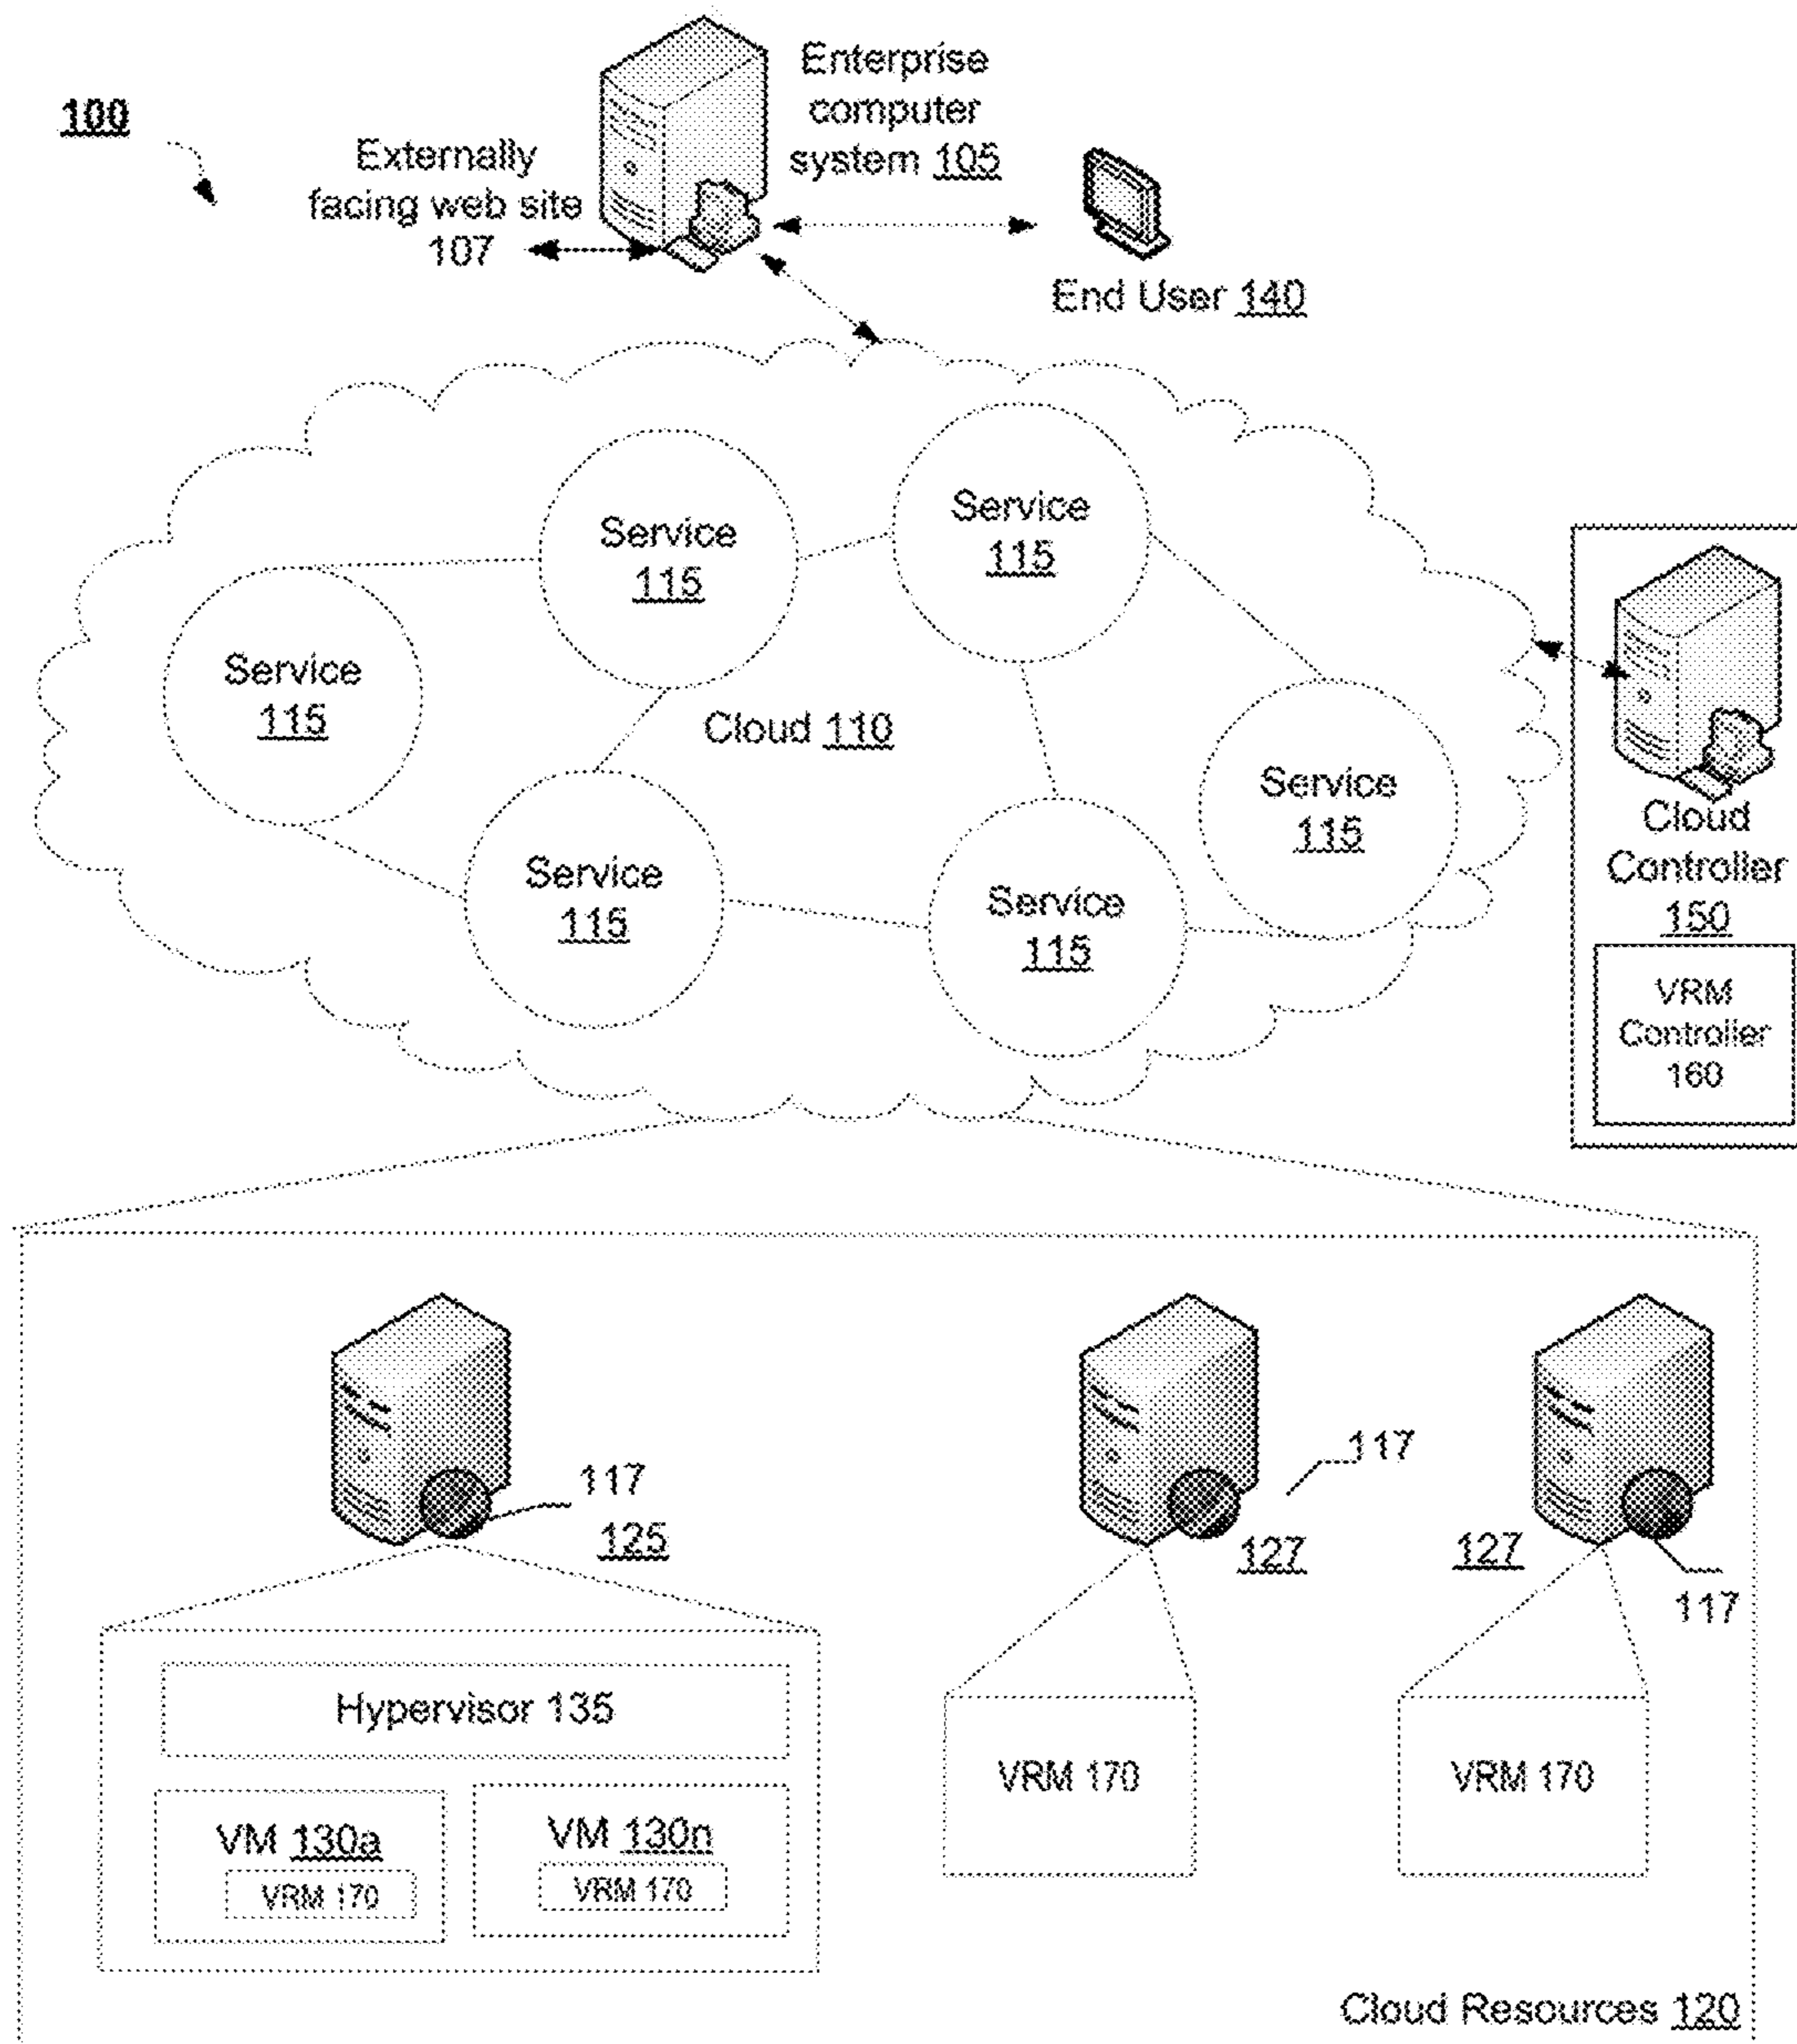 100
Enterprise
computer
system 105
Externally
facing web site
107
End User 140
Service
115
Service
115
Service
115
Cloud 110
Service
115
Service
115
Service
115
Cloud
Controller
150
VRM
Controller
160
117
125
117
127
127
117
Hypervisor 135
VM 130a
VRM 170
VM 130n
VRM 170
VRM 170
VRM 170
Cloud Resources 120